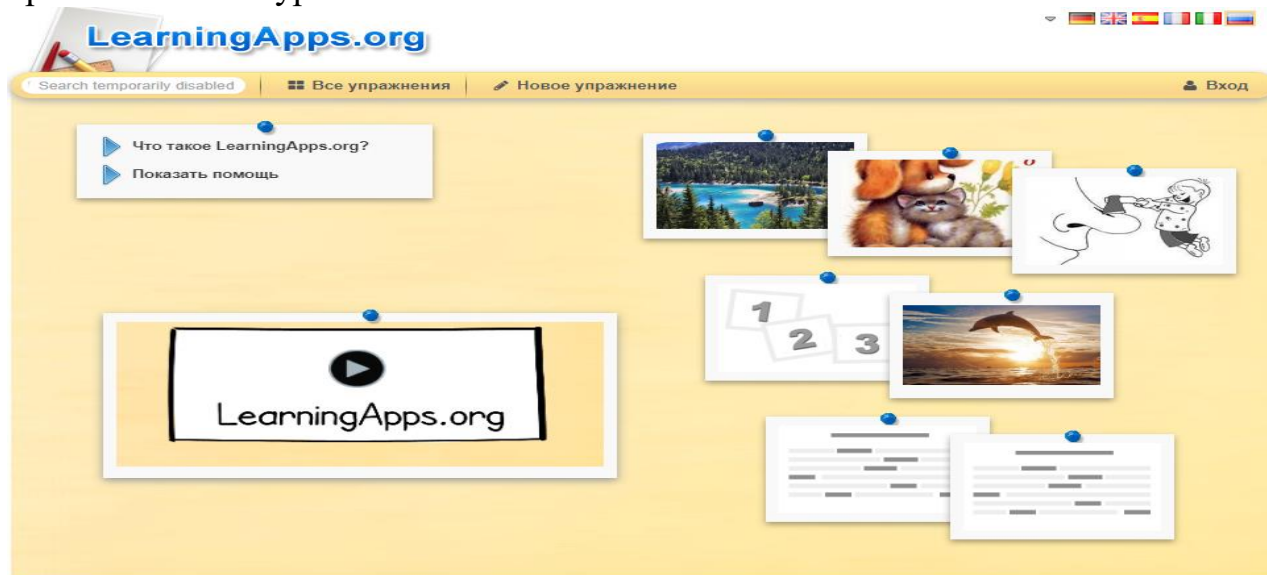 LearningApps.org
Search temporarily disabled
Все упражнения
Новое упражнение
Вход
Что такое LearningApps.org?
Показать помощь
1
2
3
LearningApps.org